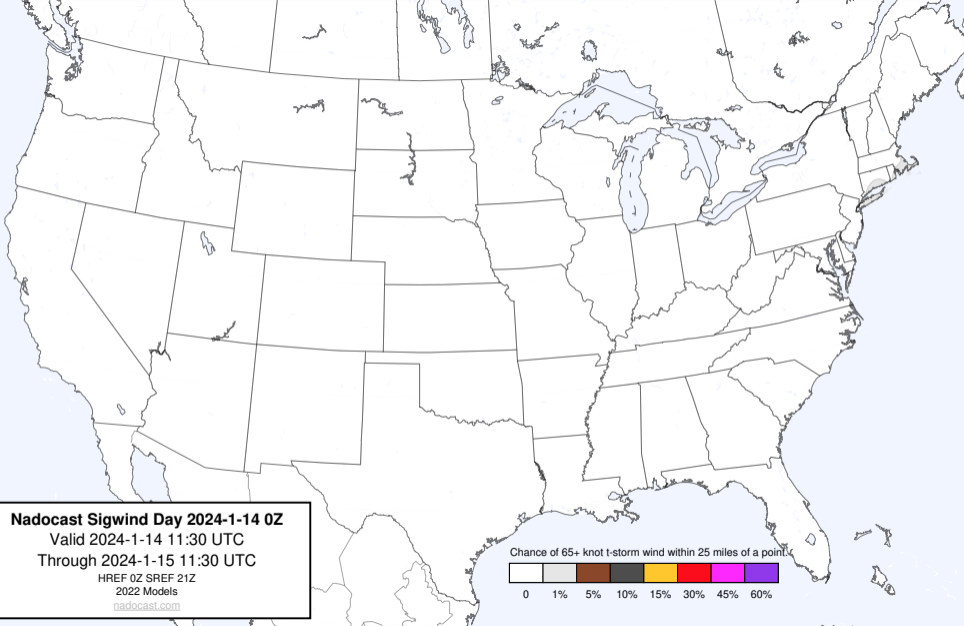 Nadocast Sigwind Day 2024-1-14 0Z
Valid 2024-1-14 11:30 UTC
Through 2024-1-15 11:30 UTC
HREF 0Z SREF 21Z
2022 Models
nadocast.com
Chance of 65+ knot t-storm wind within 25 miles of a point.
0 1% 5% 10% 15% 30% 45% 60%